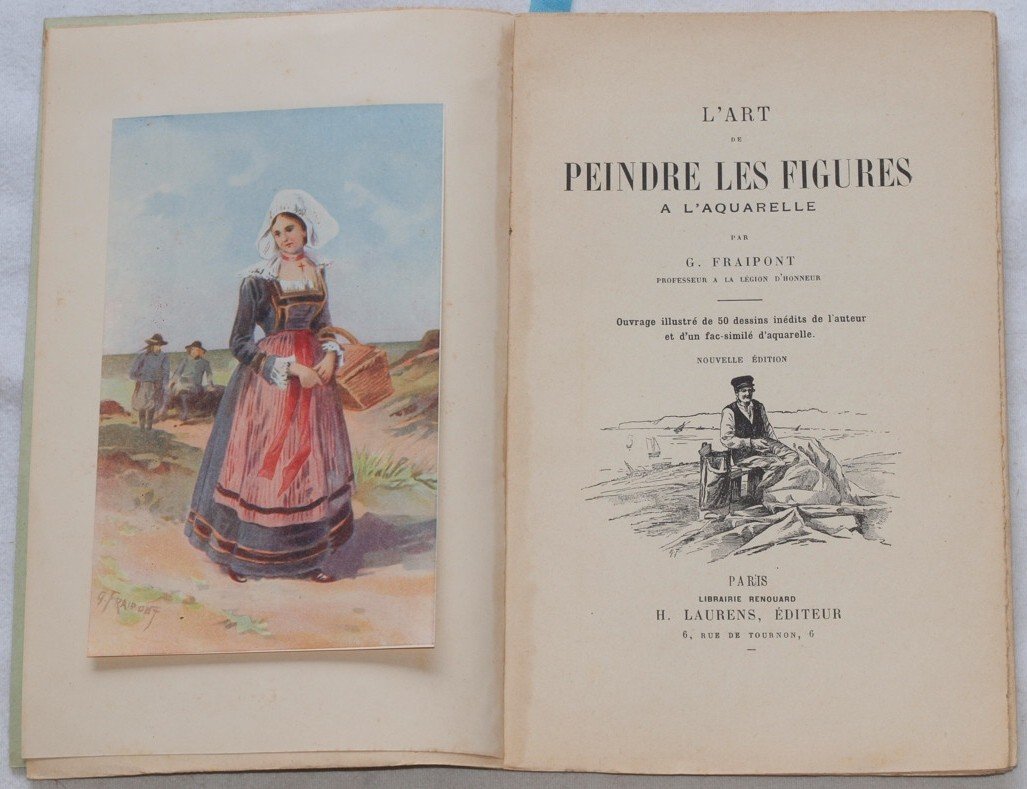 G. FRAIPONT
L'ART
DE
PEINDRE LES FIGURES
A L'AQUARELLE
PAR
G. FRAIPONT
PROFESSEUR A LA LÉGION D'HONNEUR
Ouvrage illustré de 50 dessins inédits de l'auteur
et d'un fac-similé d'aquarelle.
NOUVELLE ÉDITION
PARIS
LIBRAIRIE RENOUARD
H. LAURENS, ÉDITEUR
6, RUE DE TOURNON, 6